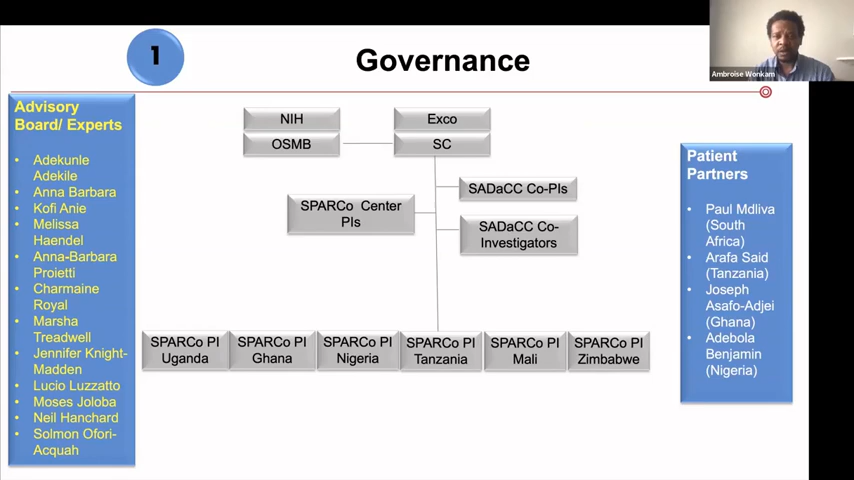 1
Governance
Ambroise Wonkam
Advisory
Board/ Experts
• Adekunle
Adekile
• Anna Barbara
• Kofi Anie
• Melissa
Haendel
• Anna-Barbara
Proietti
• Charmaine
Royal
• Marsha
Treadwell
• Jennifer Knight-
Madden
• Lucio Luzzatto
• Moses Joloba
• Neil Hanchard
• Solmon Ofori-
Acquah
NIH
OSMB
Exco
SC
SADaCC Co-PIs
SPARCo Center
PIs
SADaCC Co-
Investigators
SPARCo PI
Uganda
SPARCo PI
Ghana
SPARCo PI
Nigeria
SPARCo PI
Tanzania
SPARCo PI
Mali
SPARCo PI
Zimbabwe
Patient
Partners
• Paul Mdliva
(South
Africa)
• Arafa Said
(Tanzania)
• Joseph
Asafo-Adjei
(Ghana)
• Adebola
Benjamin
(Nigeria)